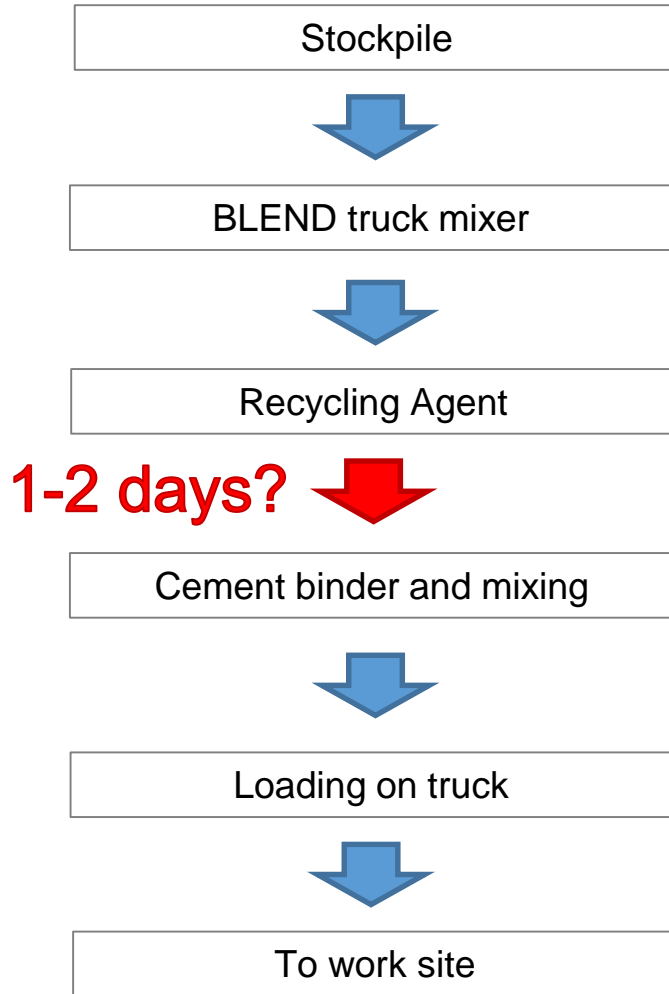 Stockpile
BLEND truck mixer
Recycling Agent
1-2 days?
Cement binder and mixing
Loading on truck
To work site